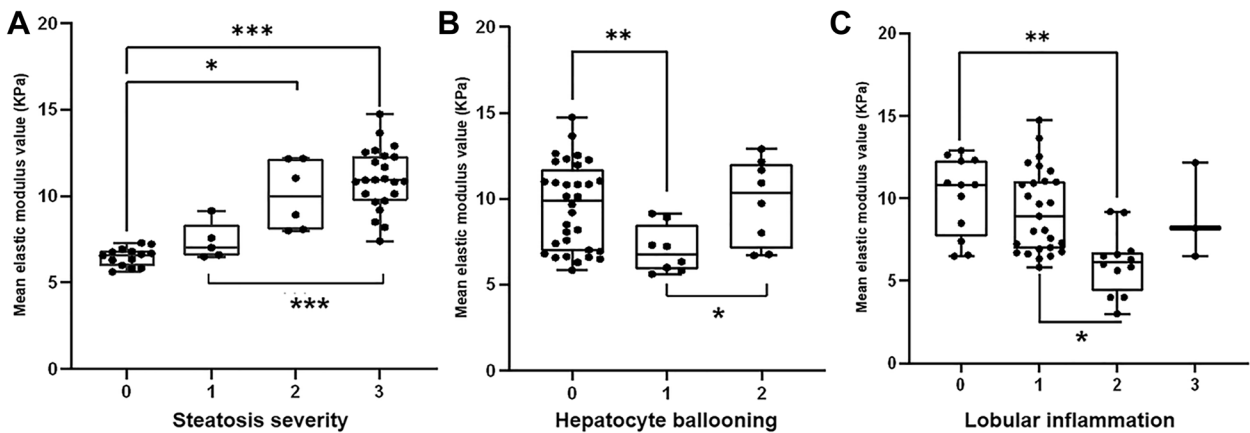 A
Mean elastic modulus value (KPa)
20
15
10
5
0
***
*
***
0 1 2 3
Steatosis severity
B
Mean elastic modulus value (KPa)
20
15
10
5
0
**
*
0 1 2
Hepatocyte ballooning
C
Mean elastic modulus value (KPa)
20
15
10
5
0
**
*
0 1 2 3
Lobular inflammation